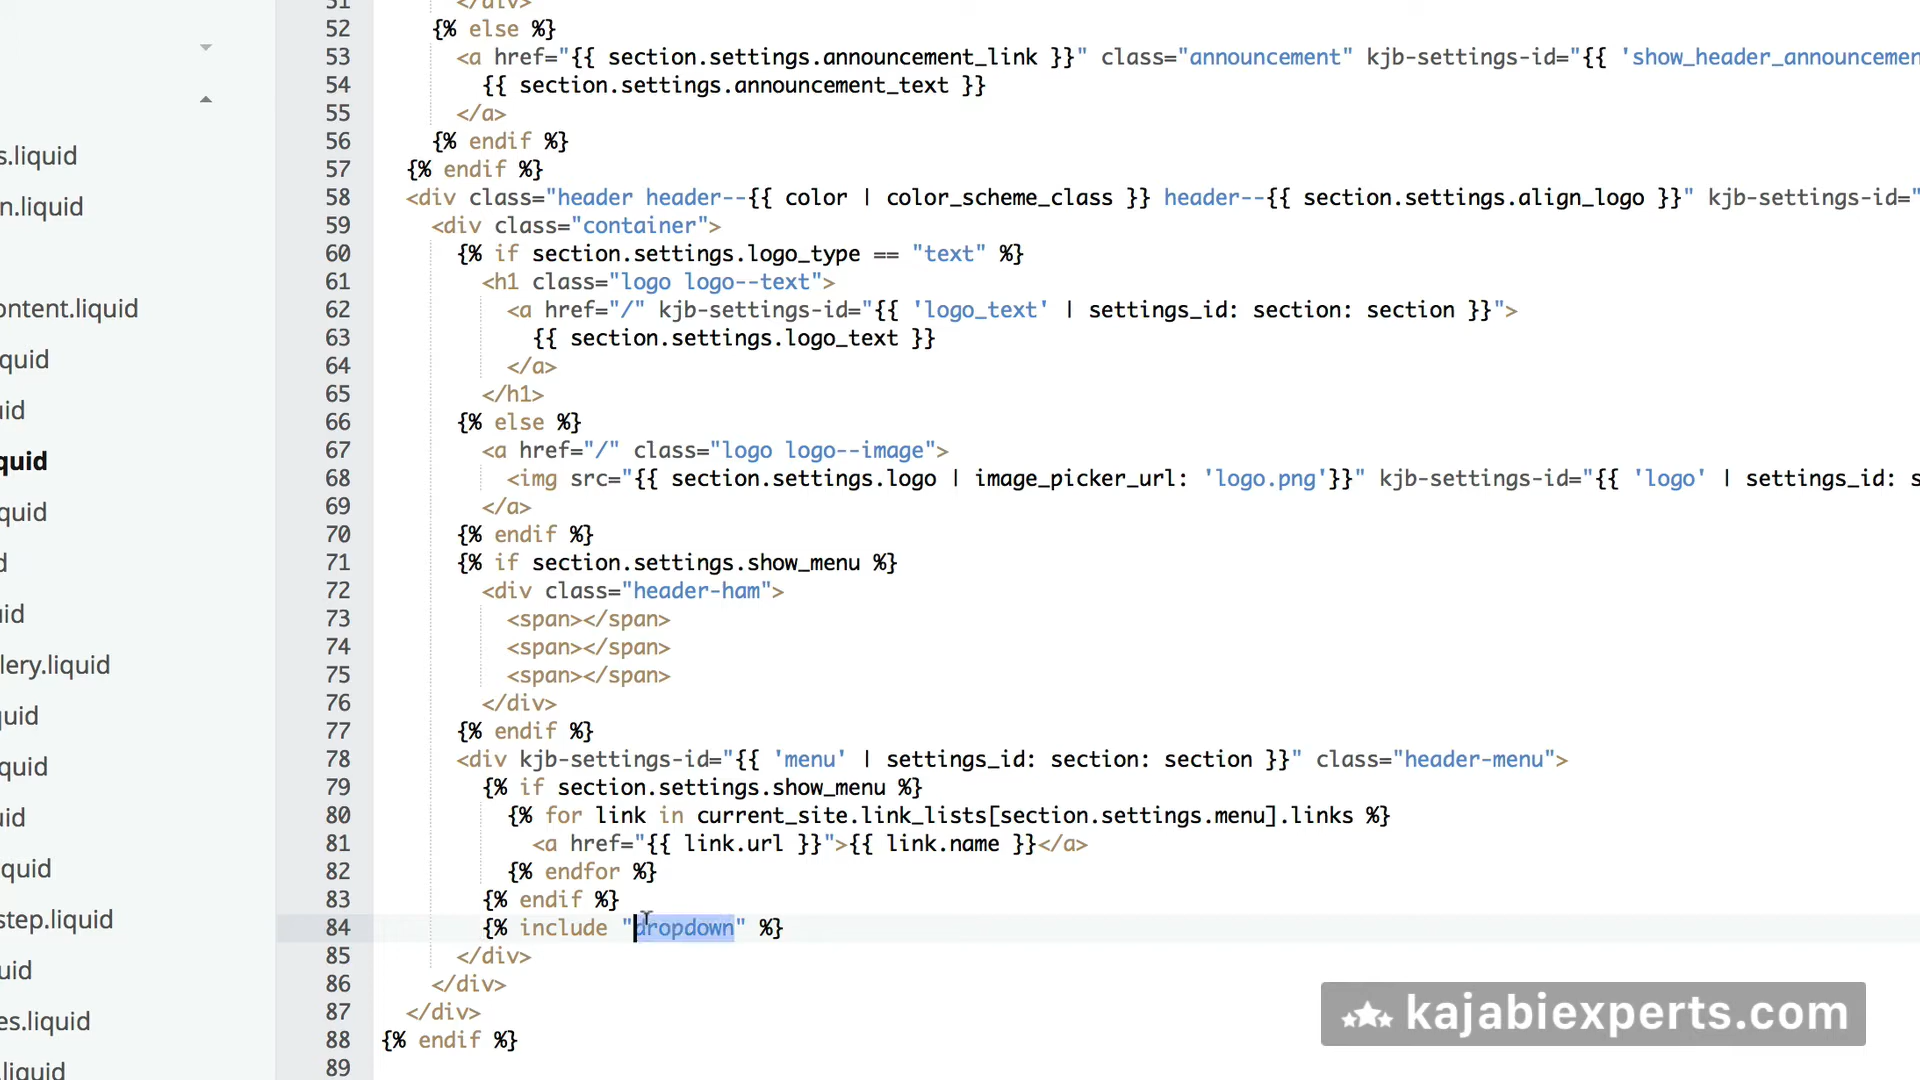 s.liquid
n.liquid
ontent.liquid
quid
uid
quid
quid
d
uid
lery.liquid
quid
quid
uid
quid
step.liquid
uid
es.liquid
.liquid
51 </div>
52 {% else %}
53 <a href="{{ section.settings.announcement_link }}" class="announcement" kjb-settings-id="{{ 'show_header_announcemen
54 {{ section.settings.announcement_text }}
55 </a>
56 {% endif %}
57 {% endif %}
58 <div class="header header--{{ color | color_scheme_class }} header--{{ section.settings.align_logo }}" kjb-settings-id="
59 <div class="container">
60 {% if section.settings.logo_type == "text" %}
61 <h1 class="logo logo--text">
62 <a href="/" kjb-settings-id="{{ 'logo_text' | settings_id: section: section }}">
63 {{ section.settings.logo_text }}
64 </a>
65 </h1>
66 {% else %}
67 <a href="/" class="logo logo--image">
68 <img src="{{ section.settings.logo | image_picker_url: 'logo.png'}}" kjb-settings-id="{{ 'logo' | settings_id: s
69 </a>
70 {% endif %}
71 {% if section.settings.show_menu %}
72 <div class="header-ham">
73 <span></span>
74 <span></span>
75 <span></span>
76 </div>
77 {% endif %}
78 <div kjb-settings-id="{{ 'menu' | settings_id: section: section }}" class="header-menu">
79 {% if section.settings.show_menu %}
80 {% for link in current_site.link_lists[section.settings.menu].links %}
81 <a href="{{ link.url }}">{{ link.name }}</a>
82 {% endfor %}
83 {% endif %}
84 {% include "dropdown" %}
85 </div>
86 </div>
87 </div>
88 {% endif %}
89
kajabiexperts.com